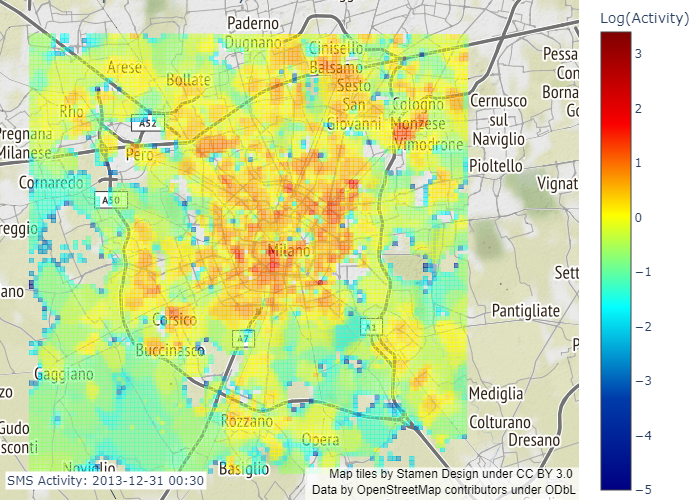 Log(Activity)
3
2
1
0
−1
−2
−3
−4
−5
Paderno
Dugnano
Cinisello
Balsamo
Pessa
Con
Borna
Go
Arese
Bollate
Sesto
San
Giovanni
Cologno
Monzese
Vimodrone
Cernusco
sul
Naviglio
Rho
A52
Pregnana
Milanese
Pero
Pioltello
Cornaredo
A50
Vignat
reggio
Milano
Sett
ano
Pantigliate
Corsico
A1
A7
Buccinasco
P
Gaggiano
Mediglia
zzo
Rozzano
Colturano
Gudo
Visconti
Opera
Dresano
Noviglio
Basiglio
SMS Activity: 2013-12-31 00:30
Map tiles by Stamen Design under CC BY 3.0
Data by OpenStreetMap contributors under ODbL